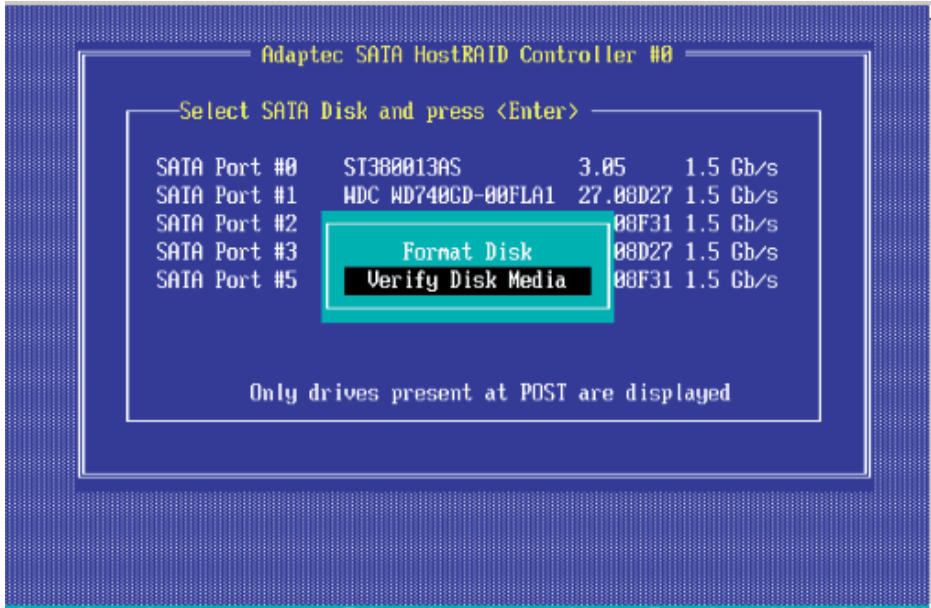 Adaptec SATA HostRAID Controller #0
Select SATA Disk and press <Enter>
SATA Port #0 ST380013AS 3.05 1.5 Gb/s
SATA Port #1 WDC WD740GD-00FLA1 27.08D27 1.5 Gb/s
SATA Port #2 08F31 1.5 Gb/s
SATA Port #3 Format Disk 08D27 1.5 Gb/s
SATA Port #5 Verify Disk Media 08F31 1.5 Gb/s
Only drives present at POST are displayed